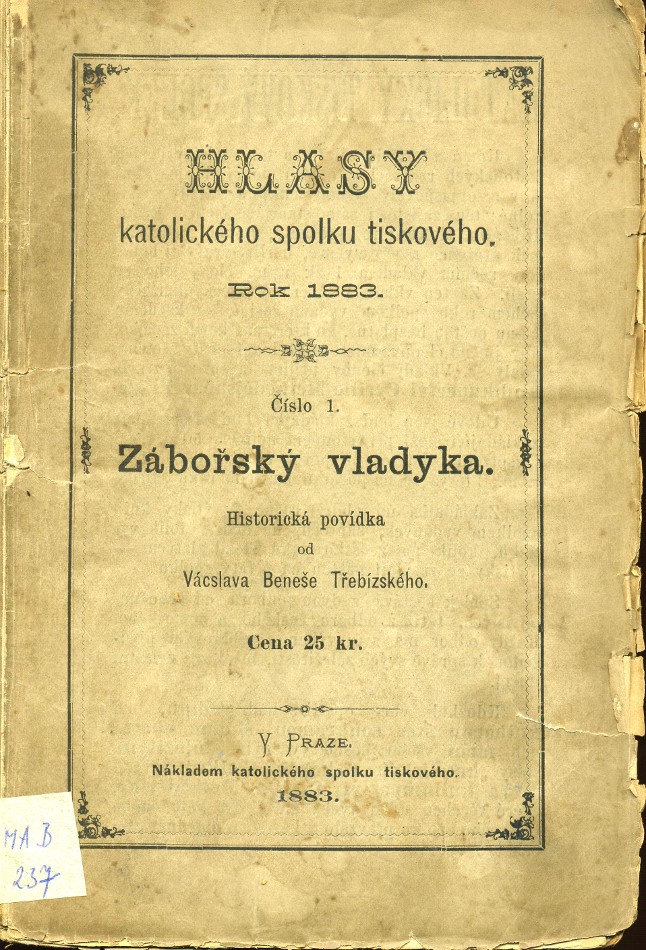 HLASY
katolického spolku tiskového.
Rok 1883.
Číslo 1.
Zábořský vladyka.
Historická povídka
od
Vácslava Beneše Třebízského.
Cena 25 kr.
V PRAZE.
Nákladem katolického spolku tiskového.
1883.
MAB
237